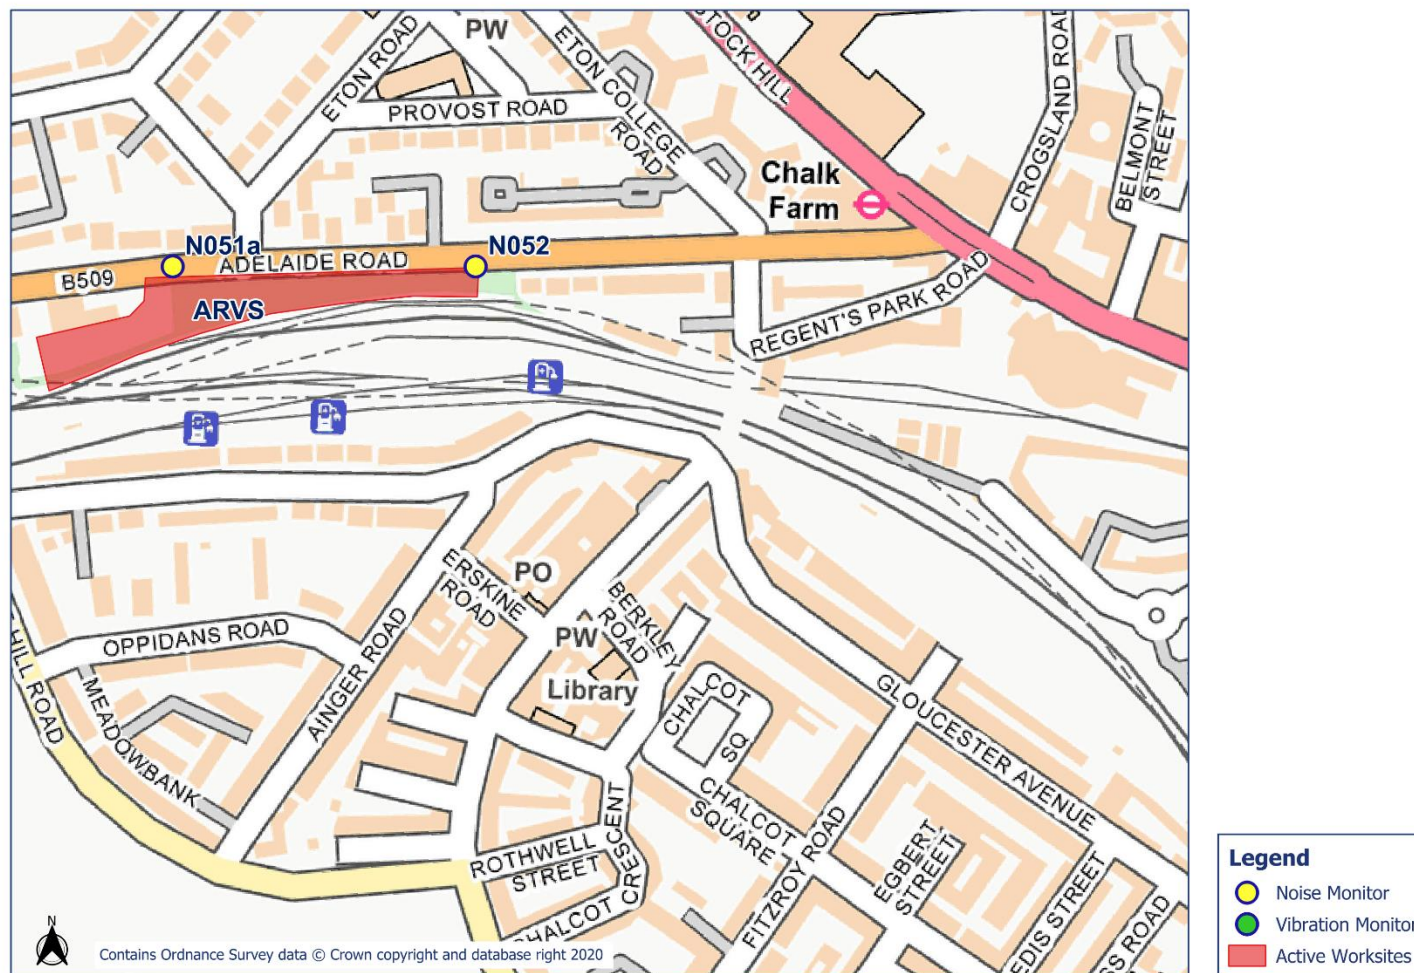 PW
STOCK HILL
CROGSLAND ROAD
ETON ROAD
ETON COLLEGE
ROAD
PROVOST ROAD
BELMONT
STREET
Chalk
Farm
N051a
N052
ADELAIDE ROAD
B509
ARVS
REGENT'S PARK ROAD
ERSKINE
ROAD
PO
BERKLEY
ROAD
PW
Library
OPPIDANS ROAD
AINGER ROAD
HILL ROAD
MEADOWBANK
CHALCOT
SQ
GLOUCESTER AVENUE
CHALCOT
SQUARE
ROTHWELL
STREET
CHALCOT CRESCENT
FITZROY ROAD
EGBERT
STREET
EDIS STREET
SS ROAD
N
Contains Ordnance Survey data © Crown copyright and database right 2020
Legend
Noise Monitor
Vibration Monitor
Active Worksites